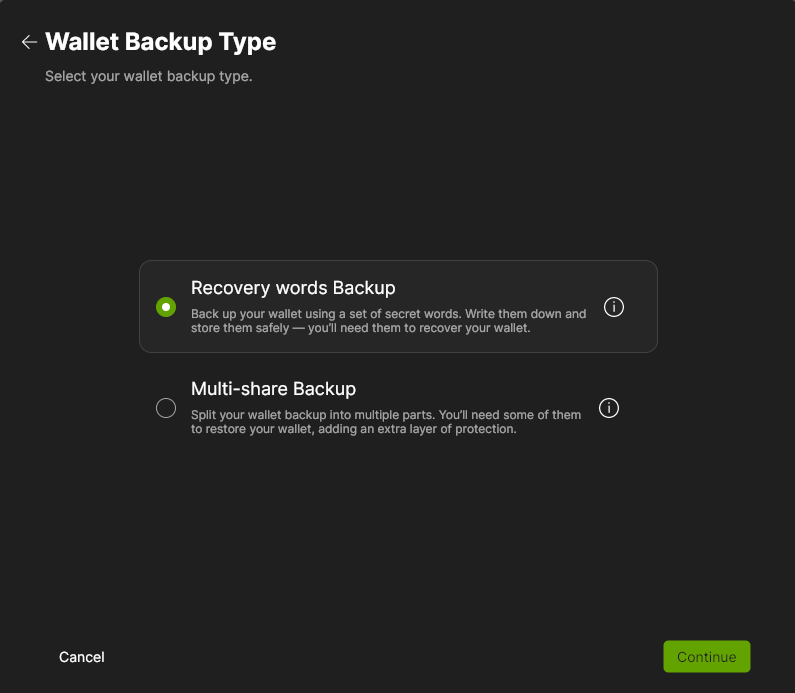 Wallet Backup Type
Select your wallet backup type.
Recovery words Backup
Back up your wallet using a set of secret words. Write them down and
store them safely — you'll need them to recover your wallet.
Multi-share Backup
Split your wallet backup into multiple parts. You'll need some of them
to restore your wallet, adding an extra layer of protection.
Cancel
Continue